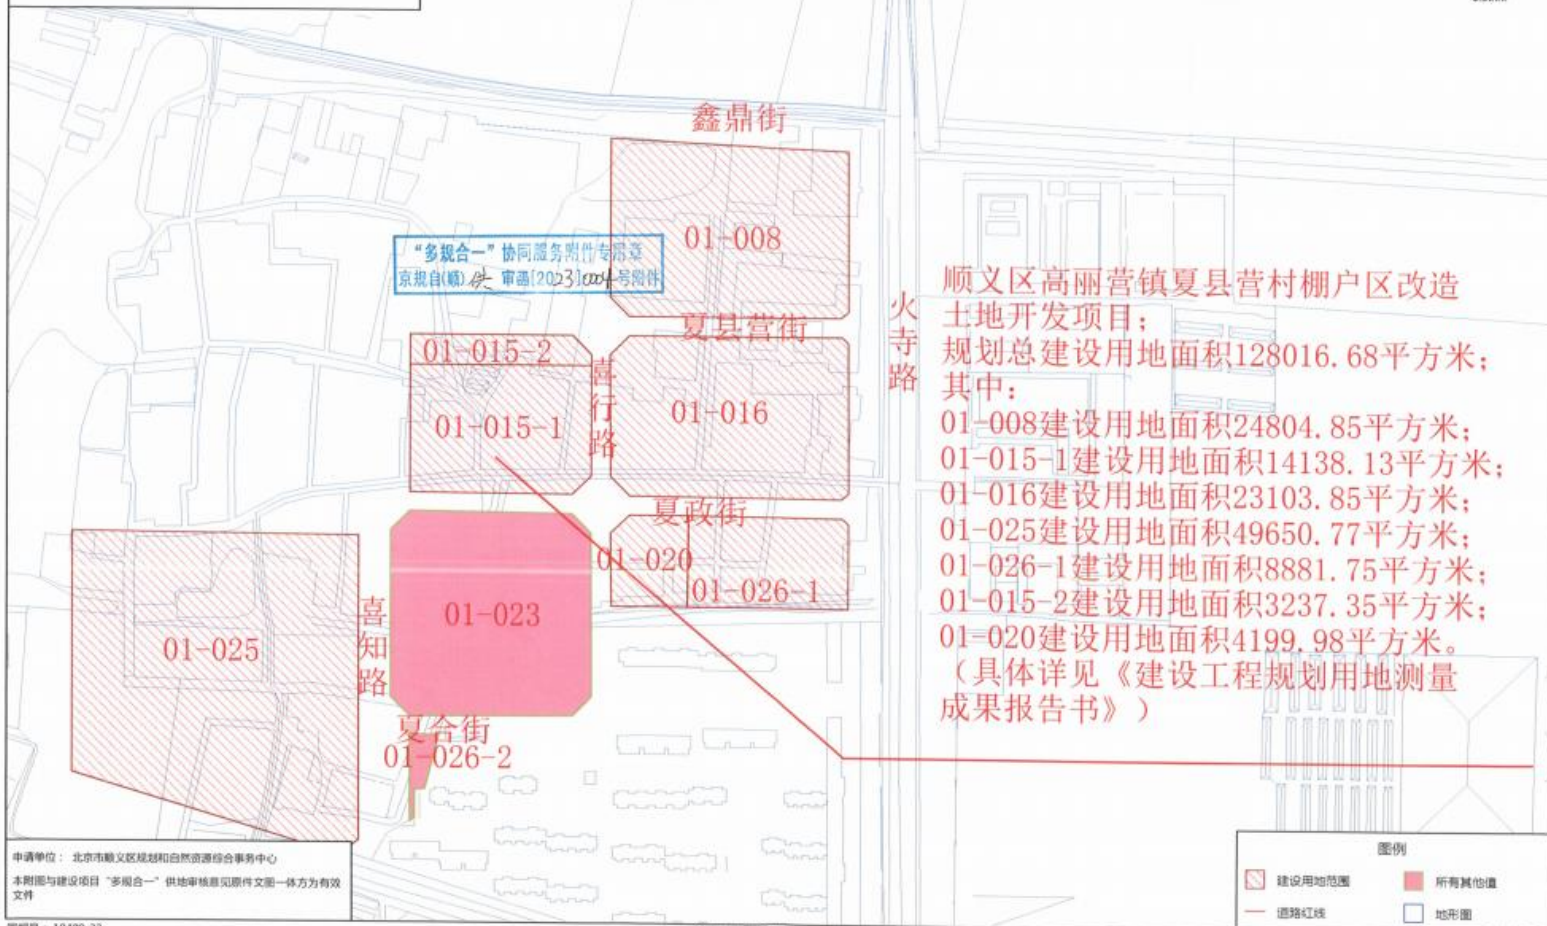 鑫鼎街
01-008
“多规合一”协同服务附件专用章
京规自(顺)供审函[2023]0004号附件
夏县营街
01-015-2
喜行路
01-015-1
01-016
火寺路
夏政街
01-020
01-026-1
01-023
01-025
喜知路
夏合街
01-026-2
顺义区高丽营镇夏县营村棚户区改造
土地开发项目；
规划总建设用地面积128016.68平方米；
其中：
01-008建设用地面积24804.85平方米；
01-015-1建设用地面积14138.13平方米；
01-016建设用地面积23103.85平方米；
01-025建设用地面积49650.77平方米；
01-026-1建设用地面积8881.75平方米；
01-015-2建设用地面积3237.35平方米；
01-020建设用地面积4199.98平方米。
（具体详见《建设工程规划用地测量
成果报告书》）
申请单位： 北京市顺义区规划和自然资源综合事务中心
本附图与建设项目“多规合一”供地审核意见原件文图一体方为有效
文件
图例
建设用地范围
所有其他值
道路红线
地形图